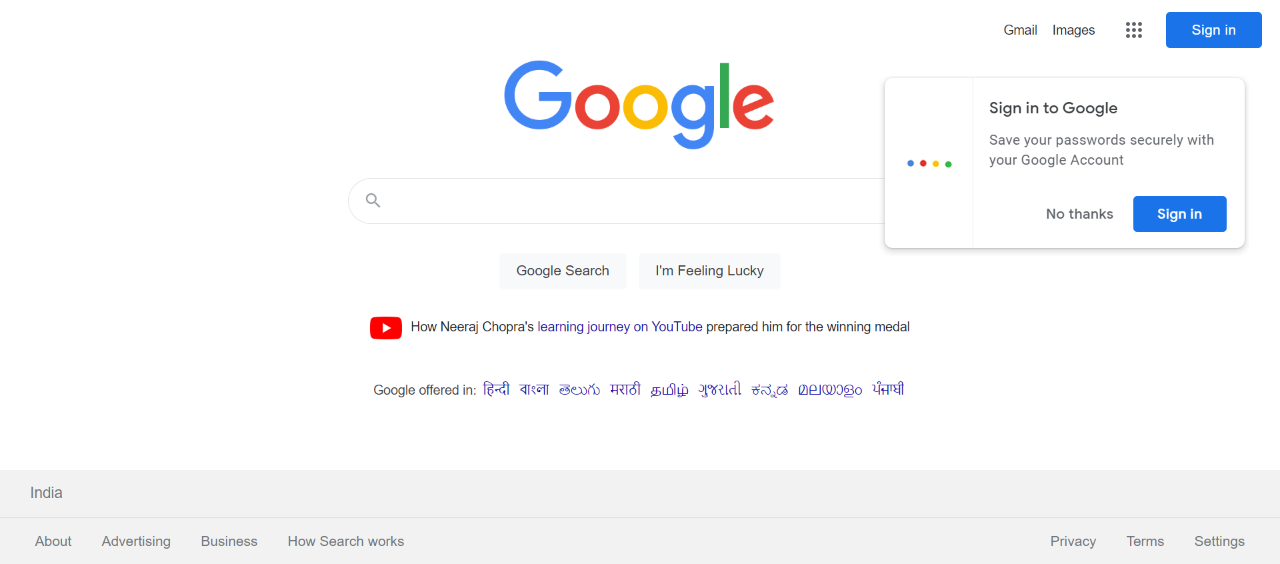 Gmail Images Sign in
Google
Sign in to Google
Save your passwords securely with
your Google Account
No thanks Sign in
Google Search I'm Feeling Lucky
How Neeraj Chopra's learning journey on YouTube prepared him for the winning medal
Google offered in: हिन्दी বাংলা తెలుగు मराठी தமிழ் ગુજરાતી ಕನ್ನಡ മലയാളം ਪੰਜਾਬੀ
India
About Advertising Business How Search works Privacy Terms Settings